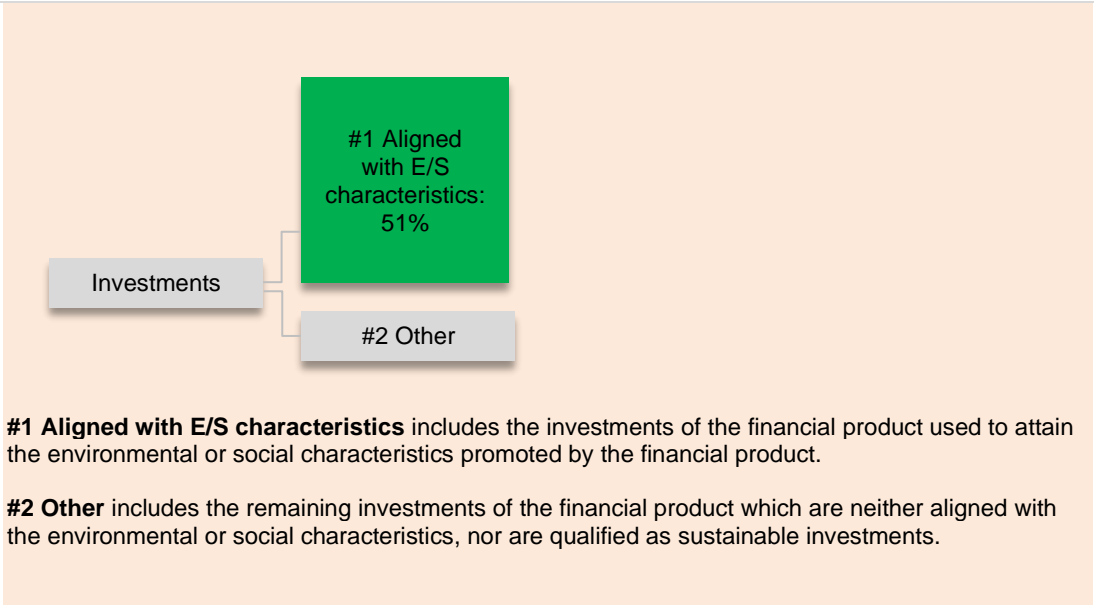 #1 Aligned
with E/S
characteristics:
51%
Investments
#2 Other
#1 Aligned with E/S characteristics includes the investments of the financial product used to attain
the environmental or social characteristics promoted by the financial product.
#2 Other includes the remaining investments of the financial product which are neither aligned with
the environmental or social characteristics, nor are qualified as sustainable investments.